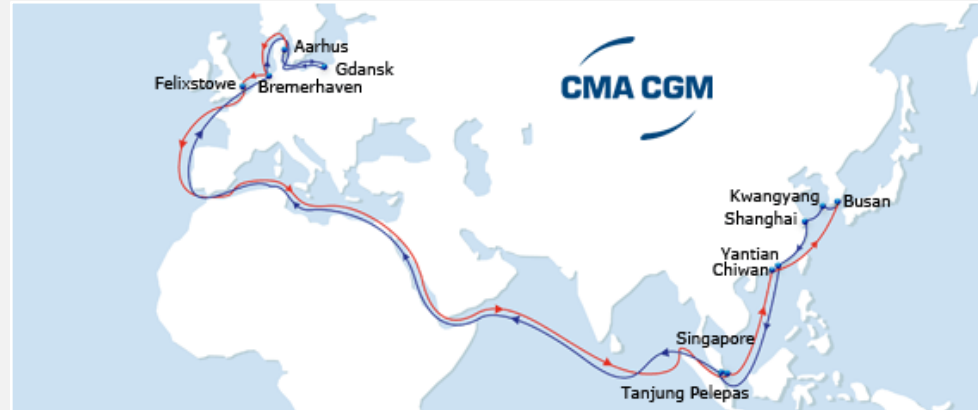 Aarhus
Gdansk
Felixstowe
Bremerhaven
CMA CGM
Kwangyang
Busan
Shanghai
Yantian
Chiwan
Singapore
Tanjung Pelepas